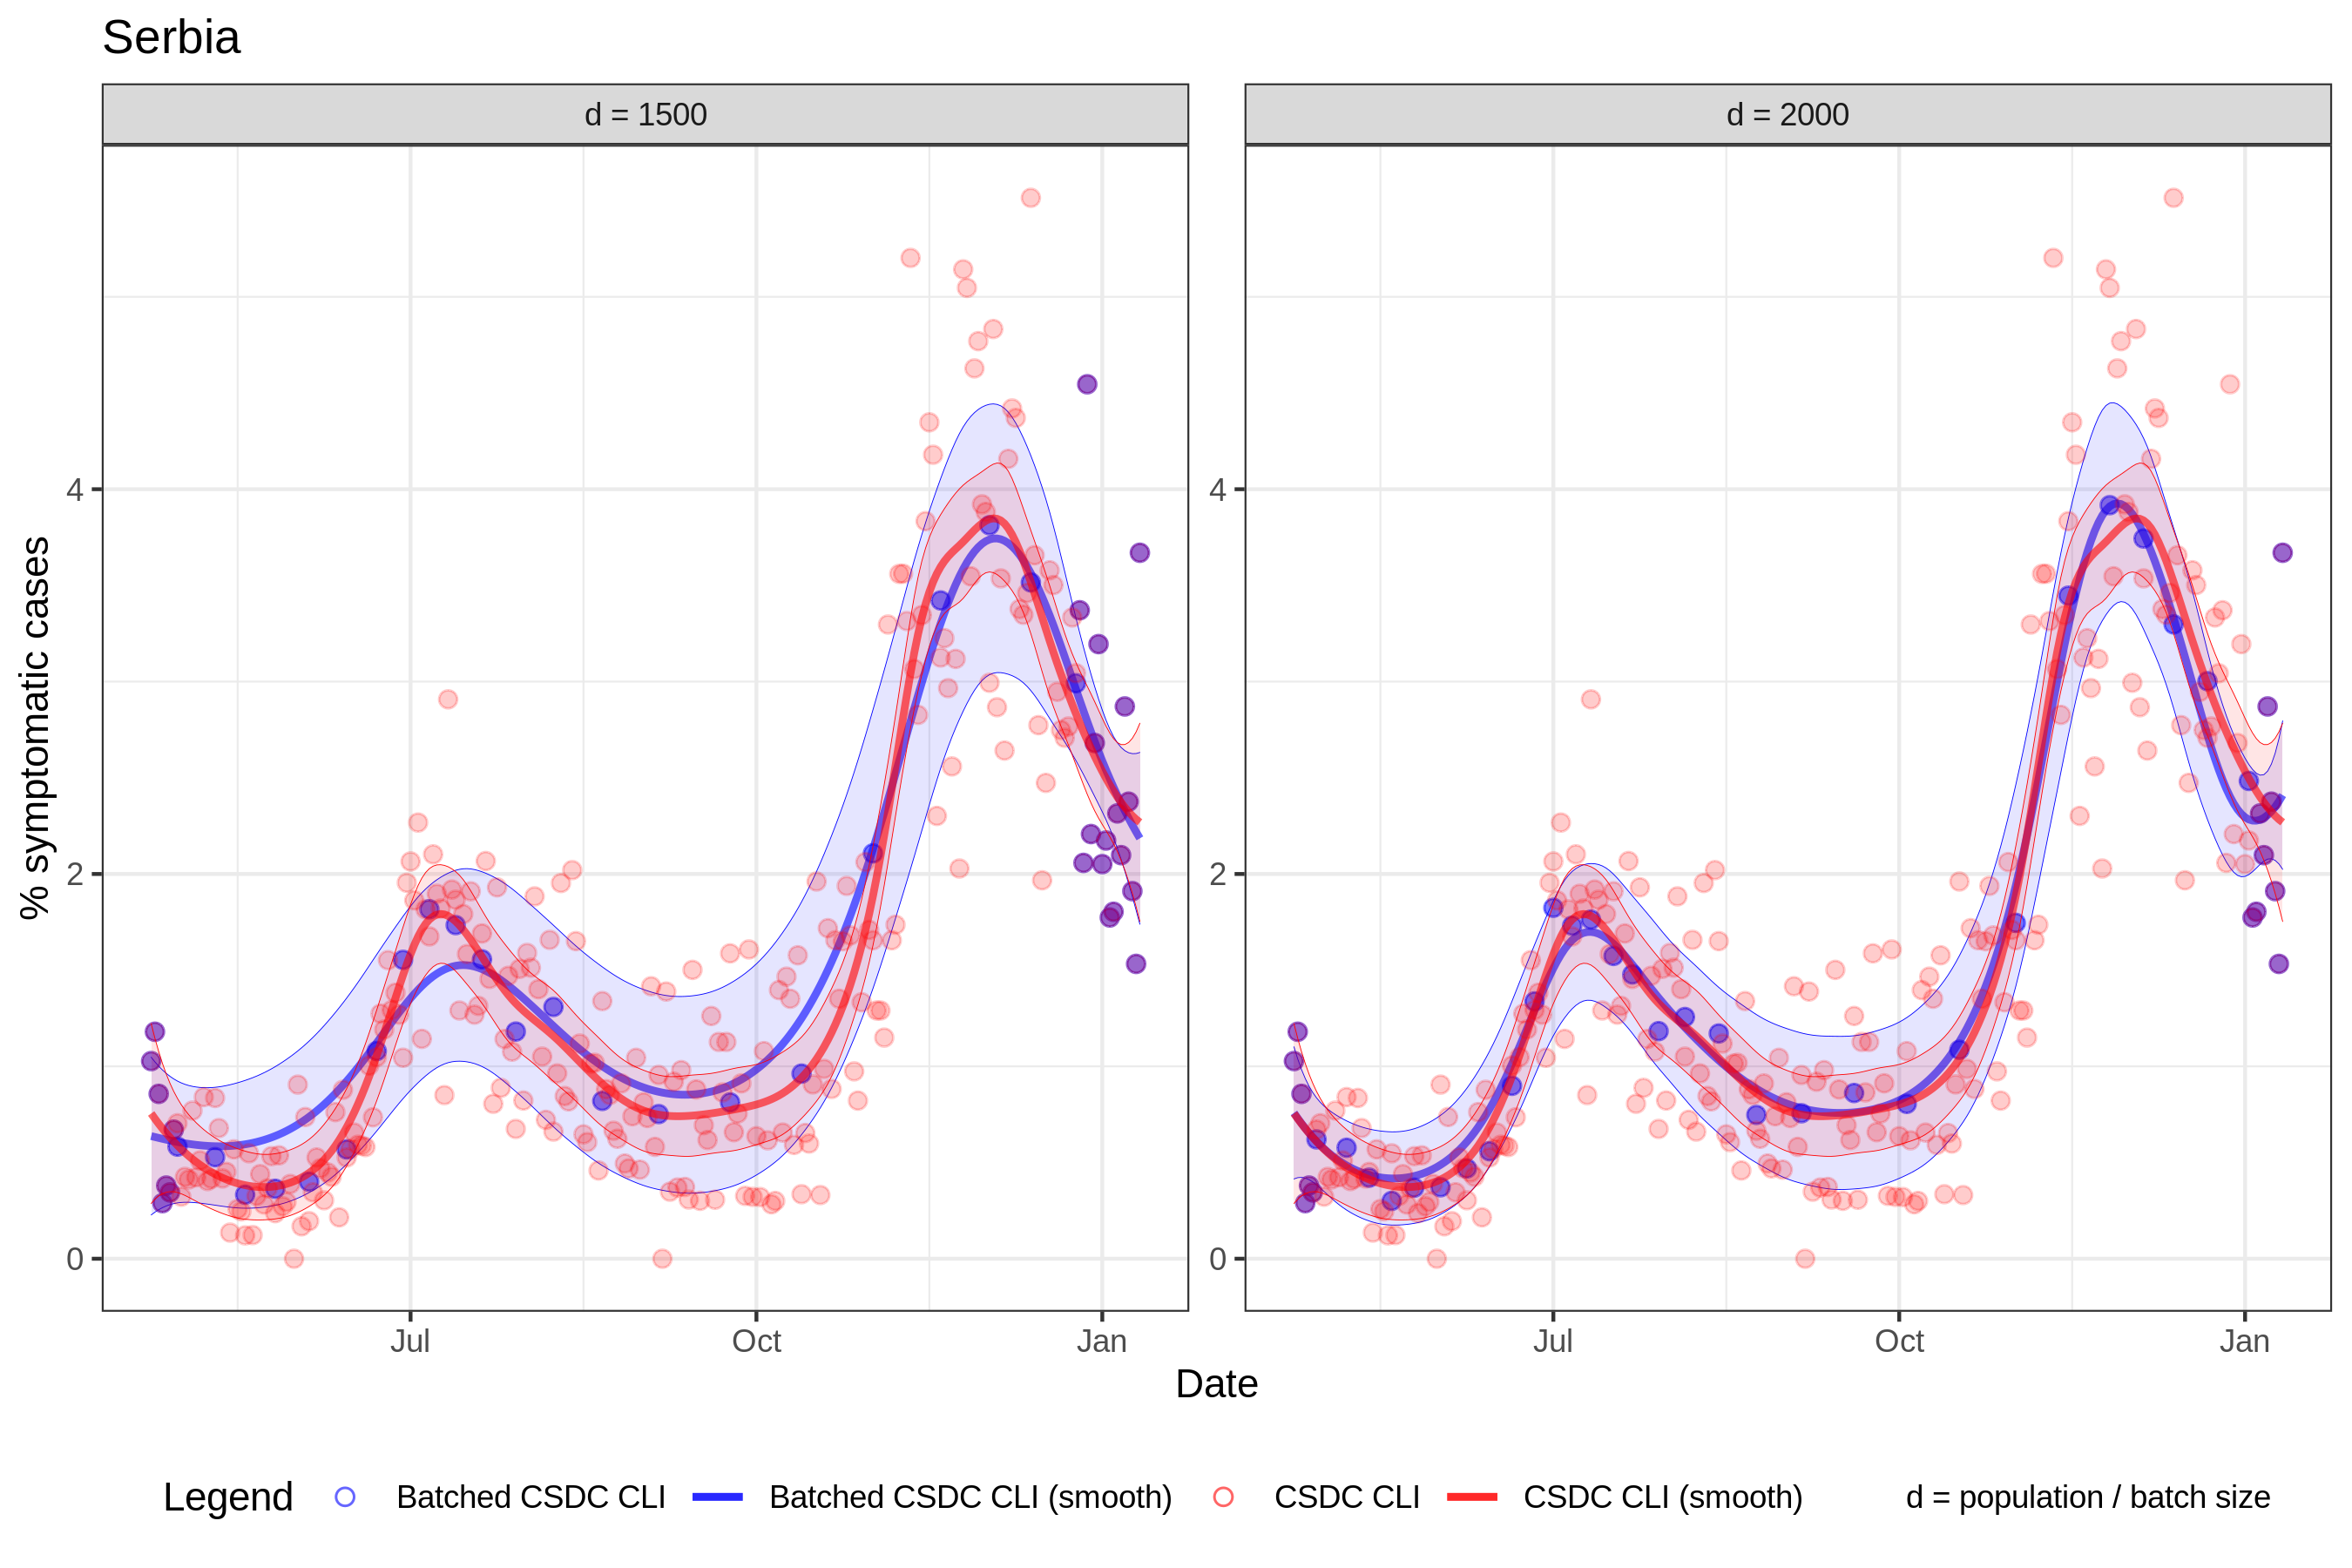 Serbia
d = 1500
d = 2000
% symptomatic cases
4
2
0
4
2
0
Jul
Oct
Jan
Jul
Oct
Jan
Date
Legend
Batched CSDC CLI
Batched CSDC CLI (smooth)
CSDC CLI
CSDC CLI (smooth)
d = population / batch size